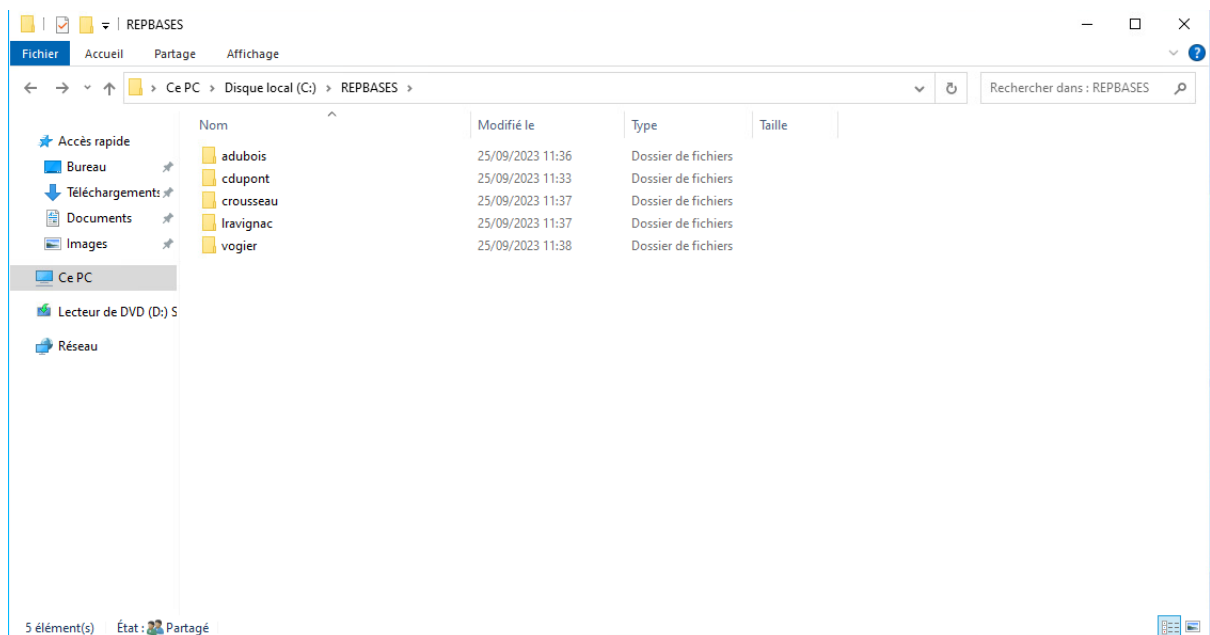 REPBASES
Fichier Accueil Partage Affichage
Ce PC > Disque local (C:) > REPBASES >
Rechercher dans : REPBASES
Nom Modifié le Type Taille
Accès rapide
Bureau
Téléchargements
Documents
Images
Ce PC
Lecteur de DVD (D:) S
Réseau
adubois 25/09/2023 11:36 Dossier de fichiers
cdupont 25/09/2023 11:33 Dossier de fichiers
crousseau 25/09/2023 11:37 Dossier de fichiers
lravignac 25/09/2023 11:37 Dossier de fichiers
vogier 25/09/2023 11:38 Dossier de fichiers
5 élément(s) État : Partagé